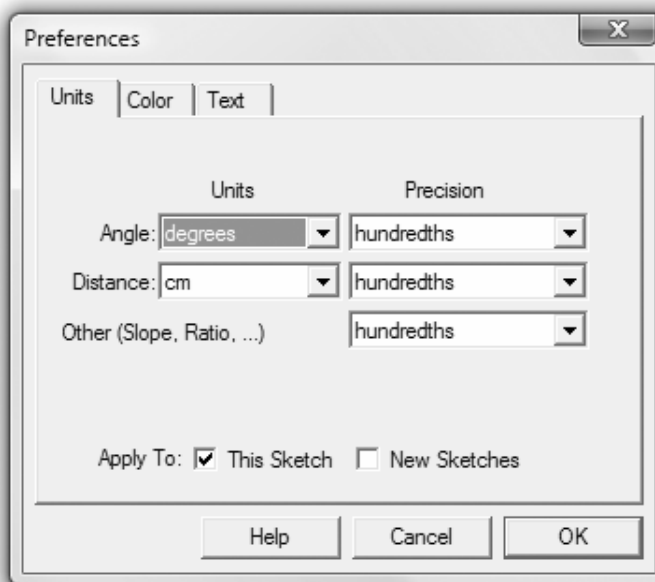 Preferences
X
Units Color Text
Units Precision
Angle: degrees hundredths
Distance: cm hundredths
Other (Slope, Ratio, ...) hundredths
Apply To: This Sketch New Sketches
Help Cancel OK